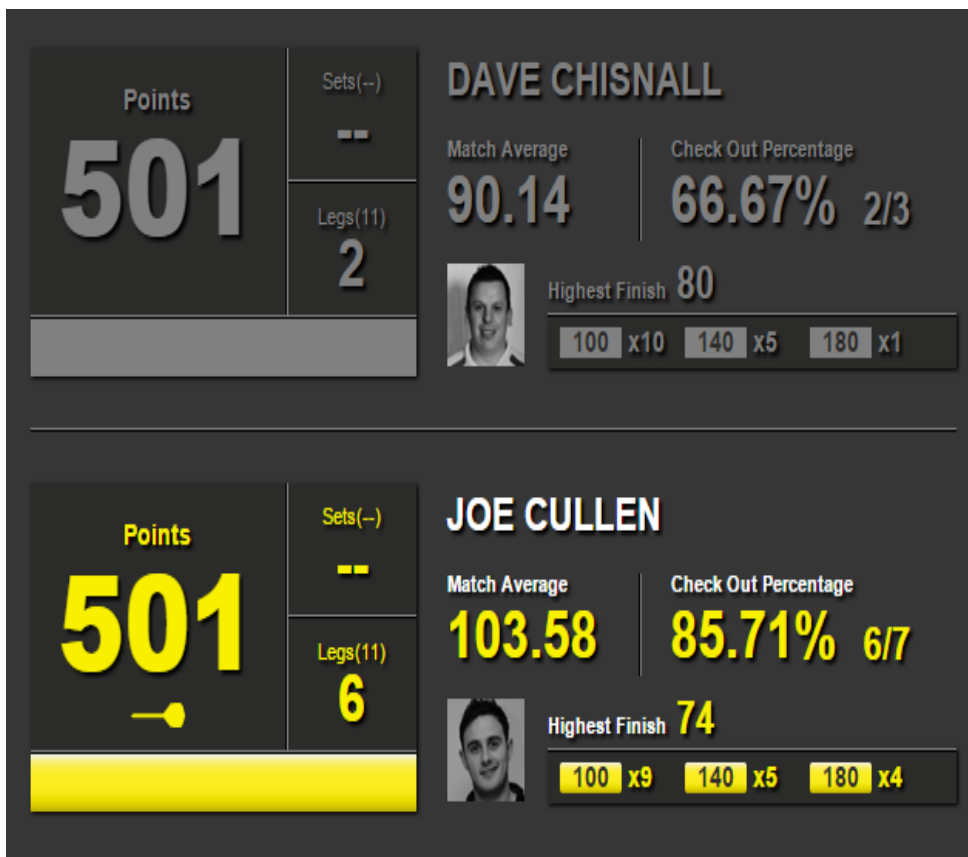 Points
501
Sets(--)
--
Legs(11)
2
DAVE CHISNALL
Match Average
90.14
Check Out Percentage
66.67% 2/3
Highest Finish 80
100 x10 140 x5 180 x1
Points
501
Sets(--)
--
Legs(11)
6
JOE CULLEN
Match Average
103.58
Check Out Percentage
85.71% 6/7
Highest Finish 74
100 x9 140 x5 180 x4